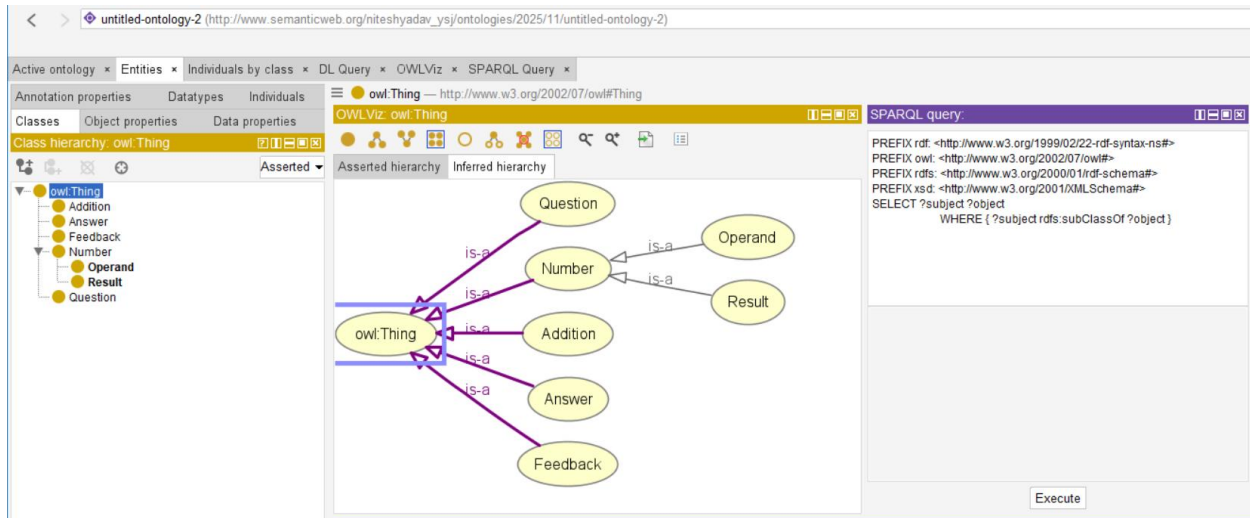 untitled-ontology-2 (http://www.semanticweb.org/niteshyadav_ysj/ontologies/2025/11/untitled-ontology-2)
Active ontology × Entities × Individuals by class × DL Query × OWLViz × SPARQL Query ×
Annotation properties Datatypes Individuals
Classes Object properties Data properties
Class hierarchy: owl:Thing
Asserted
owl:Thing
Addition
Answer
Feedback
Number
Operand
Result
Question
owl:Thing — http://www.w3.org/2002/07/owl#Thing
OWLViz: owl:Thing
Asserted hierarchy Inferred hierarchy
Question
is-a
Operand
is-a
Number
is-a
is-a
Result
owl:Thing
is-a
Addition
is-a
Answer
is-a
Feedback
SPARQL query:
PREFIX rdf: <http://www.w3.org/1999/02/22-rdf-syntax-ns#>
PREFIX owl: <http://www.w3.org/2002/07/owl#>
PREFIX rdfs: <http://www.w3.org/2000/01/rdf-schema#>
PREFIX xsd: <http://www.w3.org/2001/XMLSchema#>
SELECT ?subject ?object
WHERE { ?subject rdfs:subClassOf ?object }
Execute